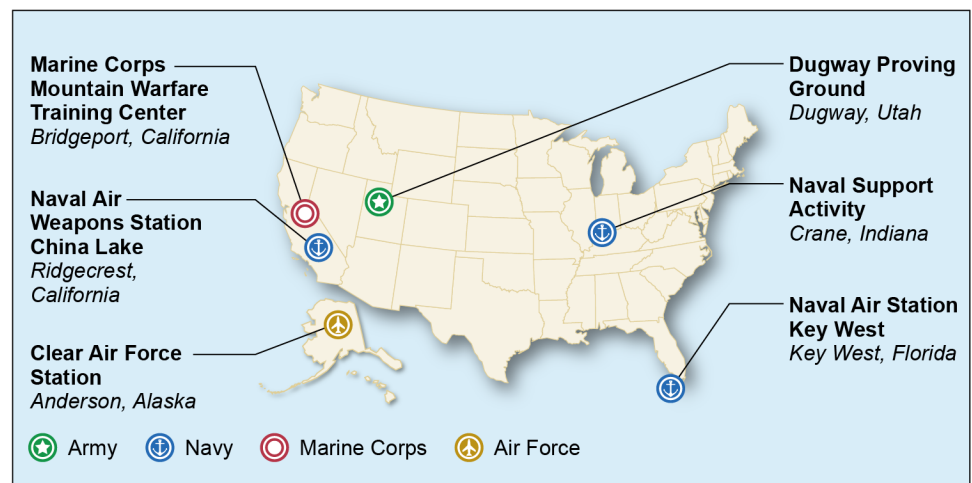 Marine Corps
Mountain Warfare
Training Center
Bridgeport, California
Naval Air
Weapons Station
China Lake
Ridgecrest,
California
Clear Air Force
Station
Anderson, Alaska
Dugway Proving
Ground
Dugway, Utah
Naval Support
Activity
Crane, Indiana
Naval Air Station
Key West
Key West, Florida
Army
Navy
Marine Corps
Air Force